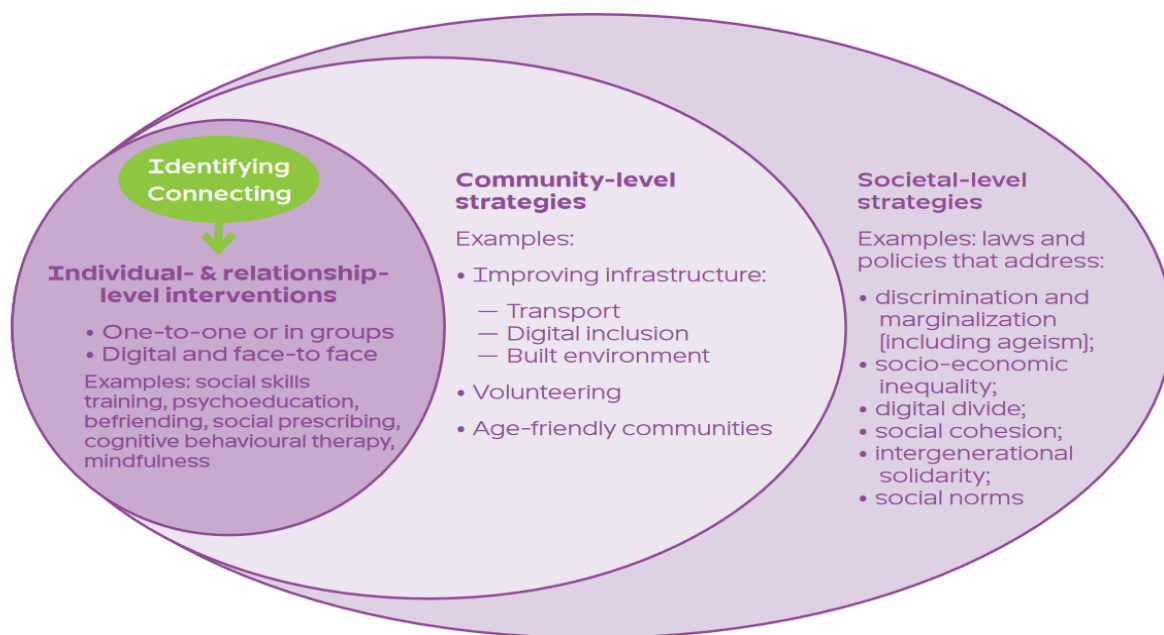 Identifying
Connecting
Individual- & relationship-
level interventions
• One-to-one or in groups
• Digital and face-to face
Examples: social skills
training, psychoeducation,
befriending, social prescribing,
cognitive behavioural therapy,
mindfulness
Community-level
strategies
Examples:
• Improving infrastructure:
— Transport
— Digital inclusion
— Built environment
• Volunteering
• Age-friendly communities
Societal-level
strategies
Examples: laws and
policies that address:
• discrimination and
marginalization
(including ageism);
• socio-economic
inequality;
• digital divide;
• social cohesion;
• intergenerational
solidarity;
• social norms